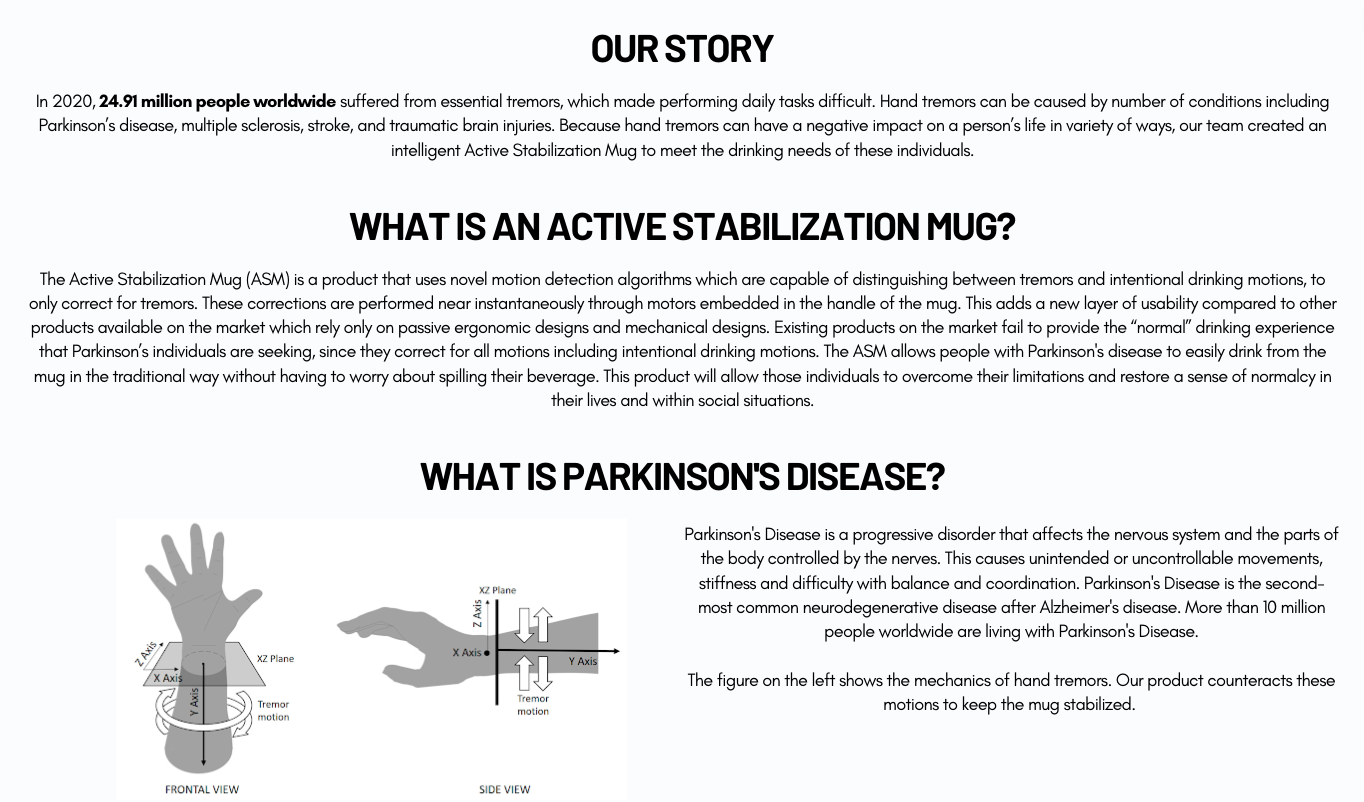 OUR STORY
In 2020, 24.91 million people worldwide suffered from essential tremors, which made performing daily tasks difficult. Hand tremors can be caused by number of conditions including
Parkinson’s disease, multiple sclerosis, stroke, and traumatic brain injuries. Because hand tremors can have a negative impact on a person’s life in variety of ways, our team created an
intelligent Active Stabilization Mug to meet the drinking needs of these individuals.
WHAT IS AN ACTIVE STABILIZATION MUG?
The Active Stabilization Mug (ASM) is a product that uses novel motion detection algorithms which are capable of distinguishing between tremors and intentional drinking motions, to
only correct for tremors. These corrections are performed near instantaneously through motors embedded in the handle of the mug. This adds a new layer of usability compared to other
products available on the market which rely only on passive ergonomic designs and mechanical designs. Existing products on the market fail to provide the “normal” drinking experience
that Parkinson’s individuals are seeking, since they correct for all motions including intentional drinking motions. The ASM allows people with Parkinson's disease to easily drink from the
mug in the traditional way without having to worry about spilling their beverage. This product will allow those individuals to overcome their limitations and restore a sense of normalcy in
their lives and within social situations.
WHAT IS PARKINSON'S DISEASE?
Z Axis
X Axis
XZ Plane
Y Axis
Tremor
motion
FRONTAL VIEW
XZ Plane
Z Axis
X Axis
Y Axis
Tremor
motion
SIDE VIEW
Parkinson's Disease is a progressive disorder that affects the nervous system and the parts of
the body controlled by the nerves. This causes unintended or uncontrollable movements,
stiffness and difficulty with balance and coordination. Parkinson's Disease is the second-
most common neurodegenerative disease after Alzheimer's disease. More than 10 million
people worldwide are living with Parkinson's Disease.
The figure on the left shows the mechanics of hand tremors. Our product counteracts these
motions to keep the mug stabilized.